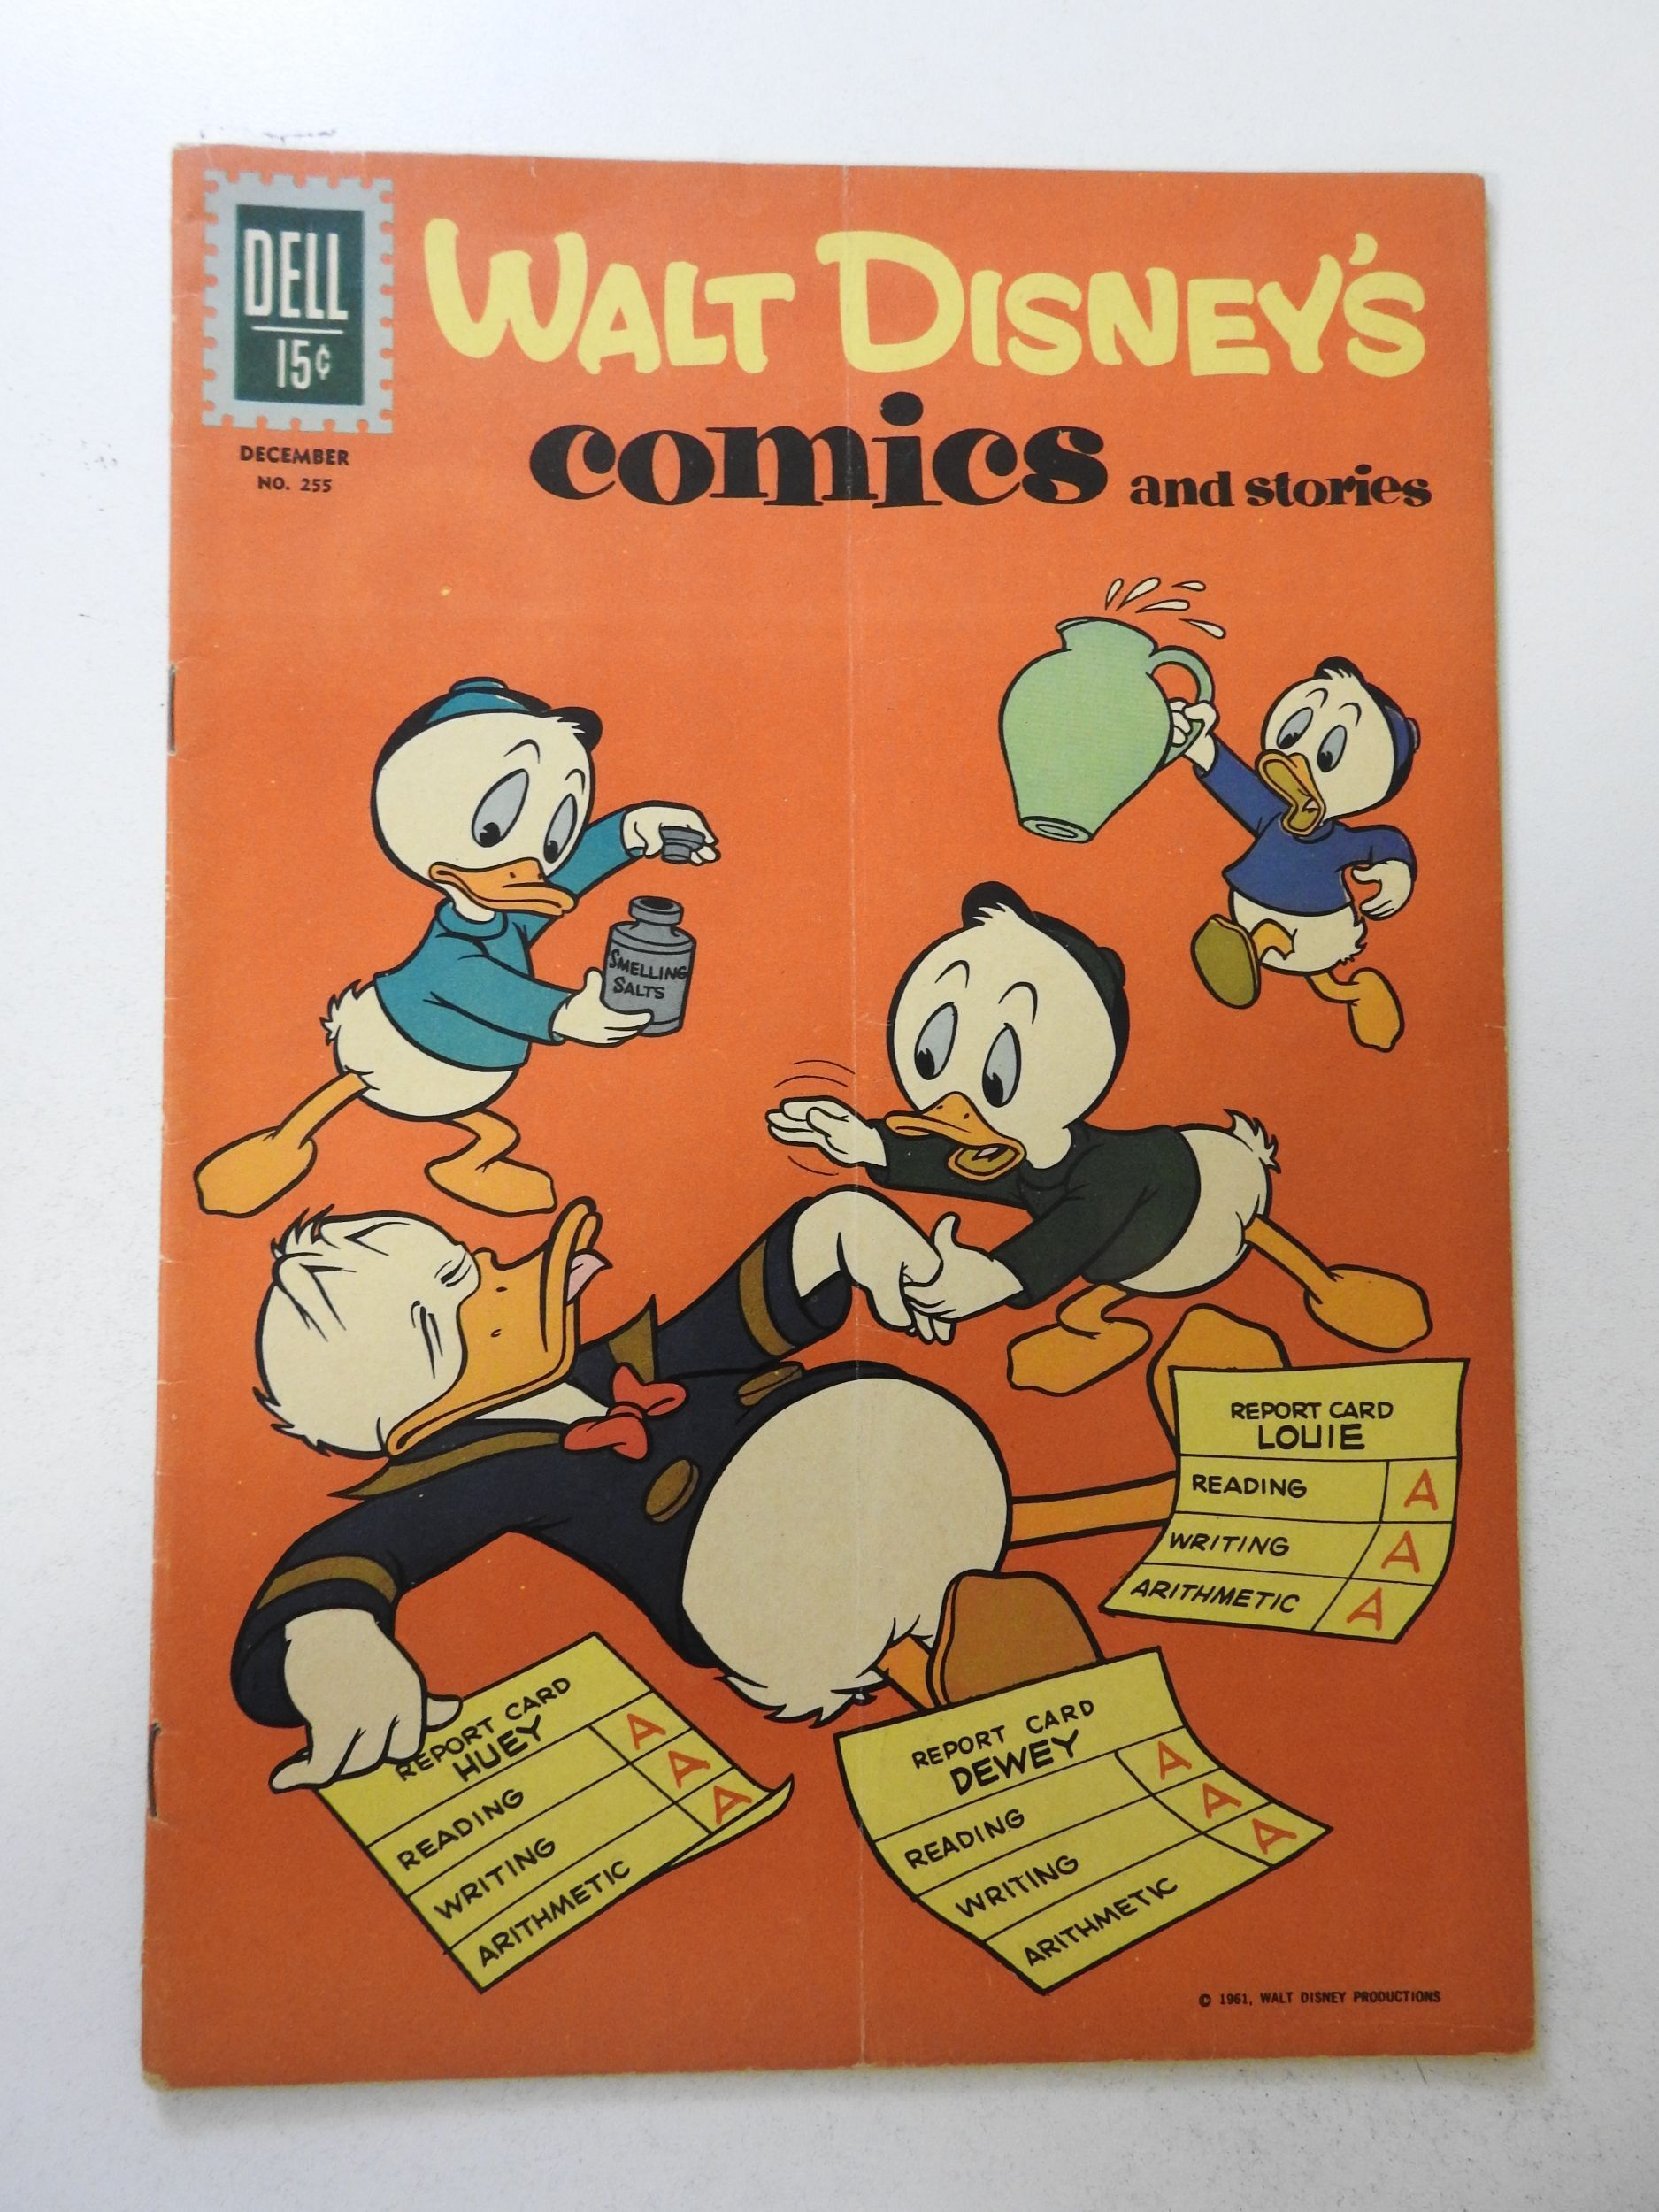 DELL
15¢
DECEMBER
NO. 255
WALT DISNEY'S
comics and stories
SMELLING
SALTS
REPORT CARD
LOUIE
READING A
WRITING A
ARITHMETIC A
REPORT CARD
HUEY
READING A
WRITING A
ARITHMETIC A
REPORT CARD
DEWEY
READING A
WRITING A
ARITHMETIC A
© 1961, WALT DISNEY PRODUCTIONS